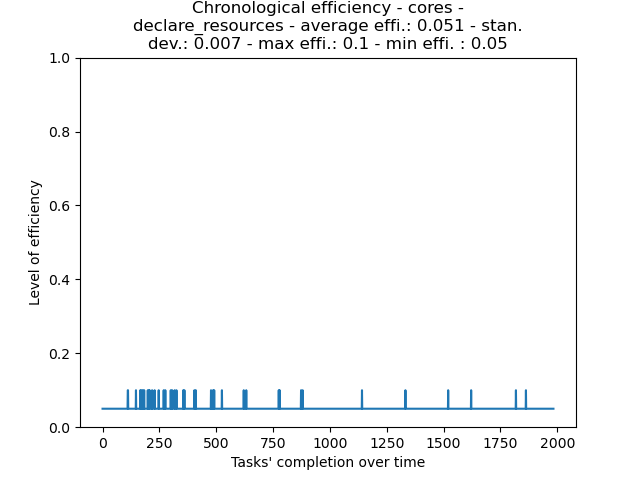 Chronological efficiency - cores -
declare_resources - average effi.: 0.051 - stan.
dev.: 0.007 - max effi.: 0.1 - min effi. : 0.05
1.0
0.8
0.6
0.4
0.2
0.0
Level of efficiency
0 250 500 750 1000 1250 1500 1750 2000
Tasks' completion over time